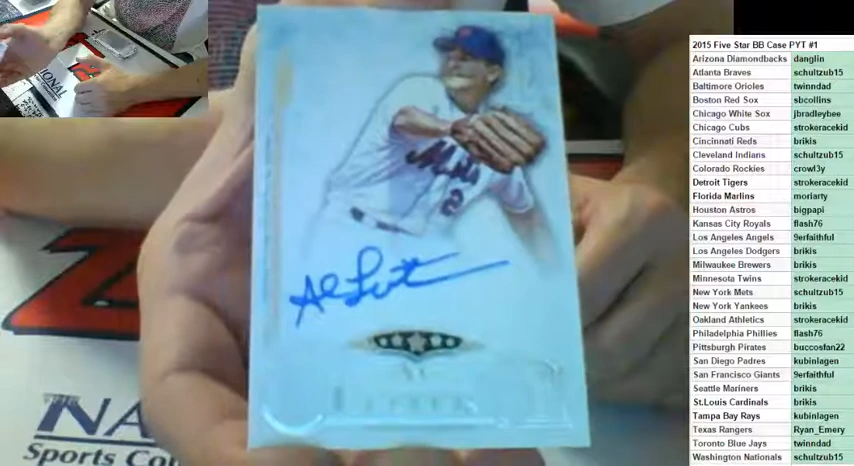 Mets
2
Al Leiter
LEITER
NA
Sports Co
2015 Five Star BB Case PYT #1
Arizona Diamondbacks danglin
Atlanta Braves schultzub15
Baltimore Orioles twinndad
Boston Red Sox sbcollins
Chicago White Sox jbradleybee
Chicago Cubs strokeracekid
Cincinnati Reds brikis
Cleveland Indians schultzub15
Colorado Rockies crowl3y
Detroit Tigers strokeracekid
Florida Marlins moriarty
Houston Astros bigpapi
Kansas City Royals flash76
Los Angeles Angels 9erfaithful
Los Angeles Dodgers brikis
Milwaukee Brewers brikis
Minnesota Twins strokeracekid
New York Mets schultzub15
New York Yankees brikis
Oakland Athletics strokeracekid
Philadelphia Phillies flash76
Pittsburgh Pirates buccosfan22
San Diego Padres kubinlagen
San Francisco Giants 9erfaithful
Seattle Mariners brikis
St.Louis Cardinals brikis
Tampa Bay Rays kubinlagen
Texas Rangers Ryan_Emery
Toronto Blue Jays twinndad
Washington Nationals schultzub15